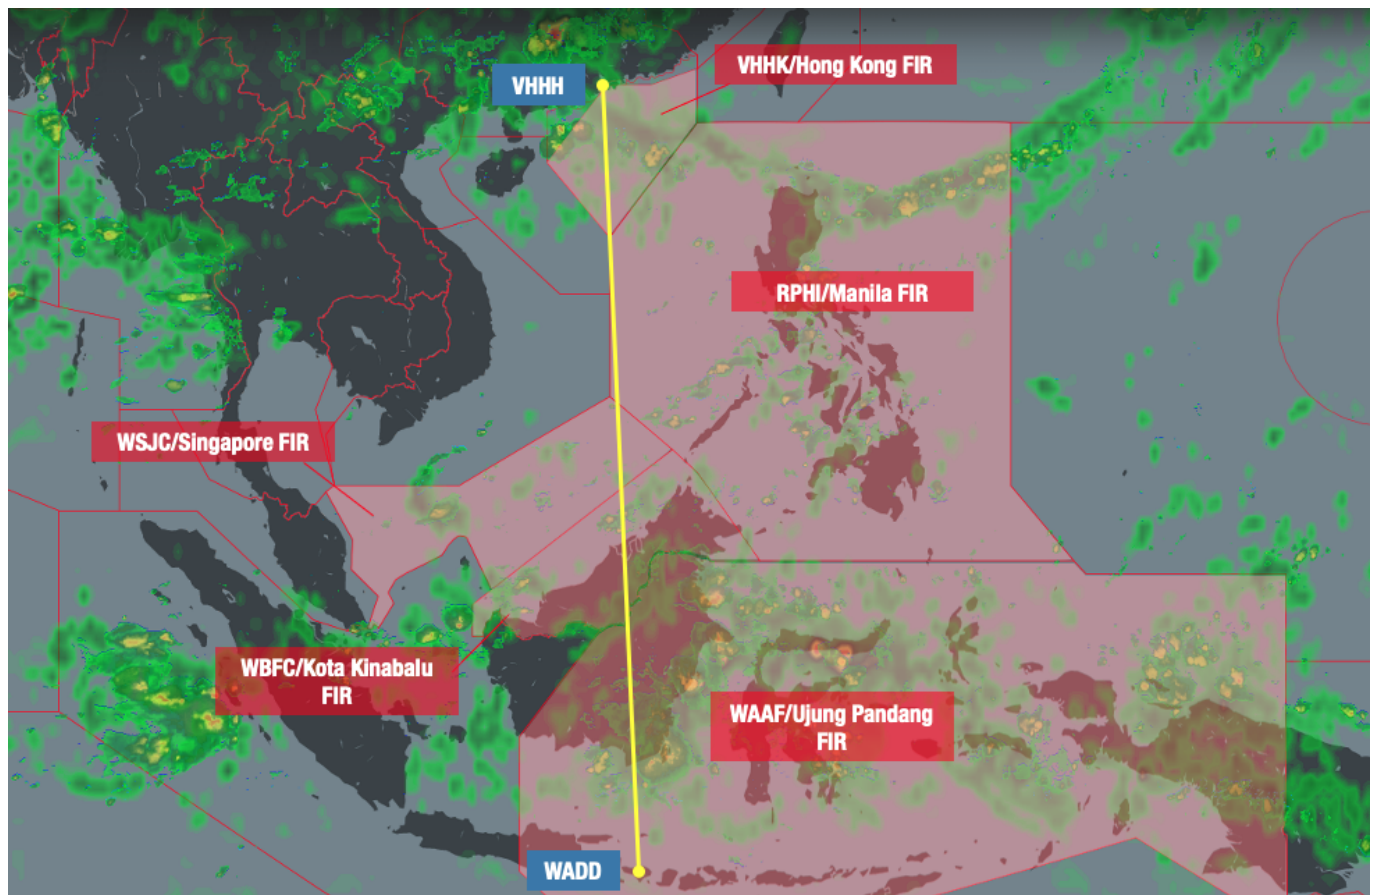 VHHK/Hong Kong FIR
VHHH
RPHI/Manila FIR
WSJC/Singapore FIR
WBFC/Kota Kinabalu
FIR
WAAF/Ujung Pandang
FIR
WADD